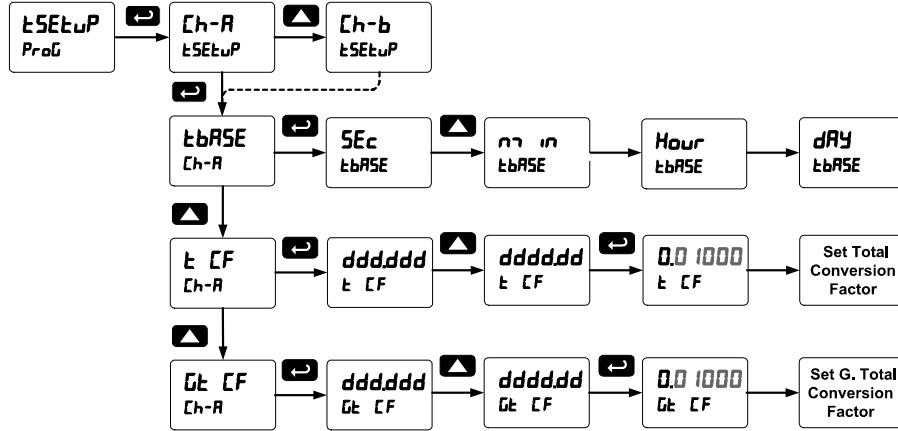 tSEtuP
ProG
Ch-A
tSEtuP
Ch-b
tSEtuP
tbASE
Ch-A
SEc
tbASE
min
tbASE
Hour
tbASE
dAY
tbASE
t CF
Ch-A
ddd.ddd
t CF
dddd.dd
t CF
0.01000
t CF
Set Total
Conversion
Factor
Gt CF
Ch-A
ddd.ddd
Gt CF
dddd.dd
Gt CF
0.01000
Gt CF
Set G. Total
Conversion
Factor